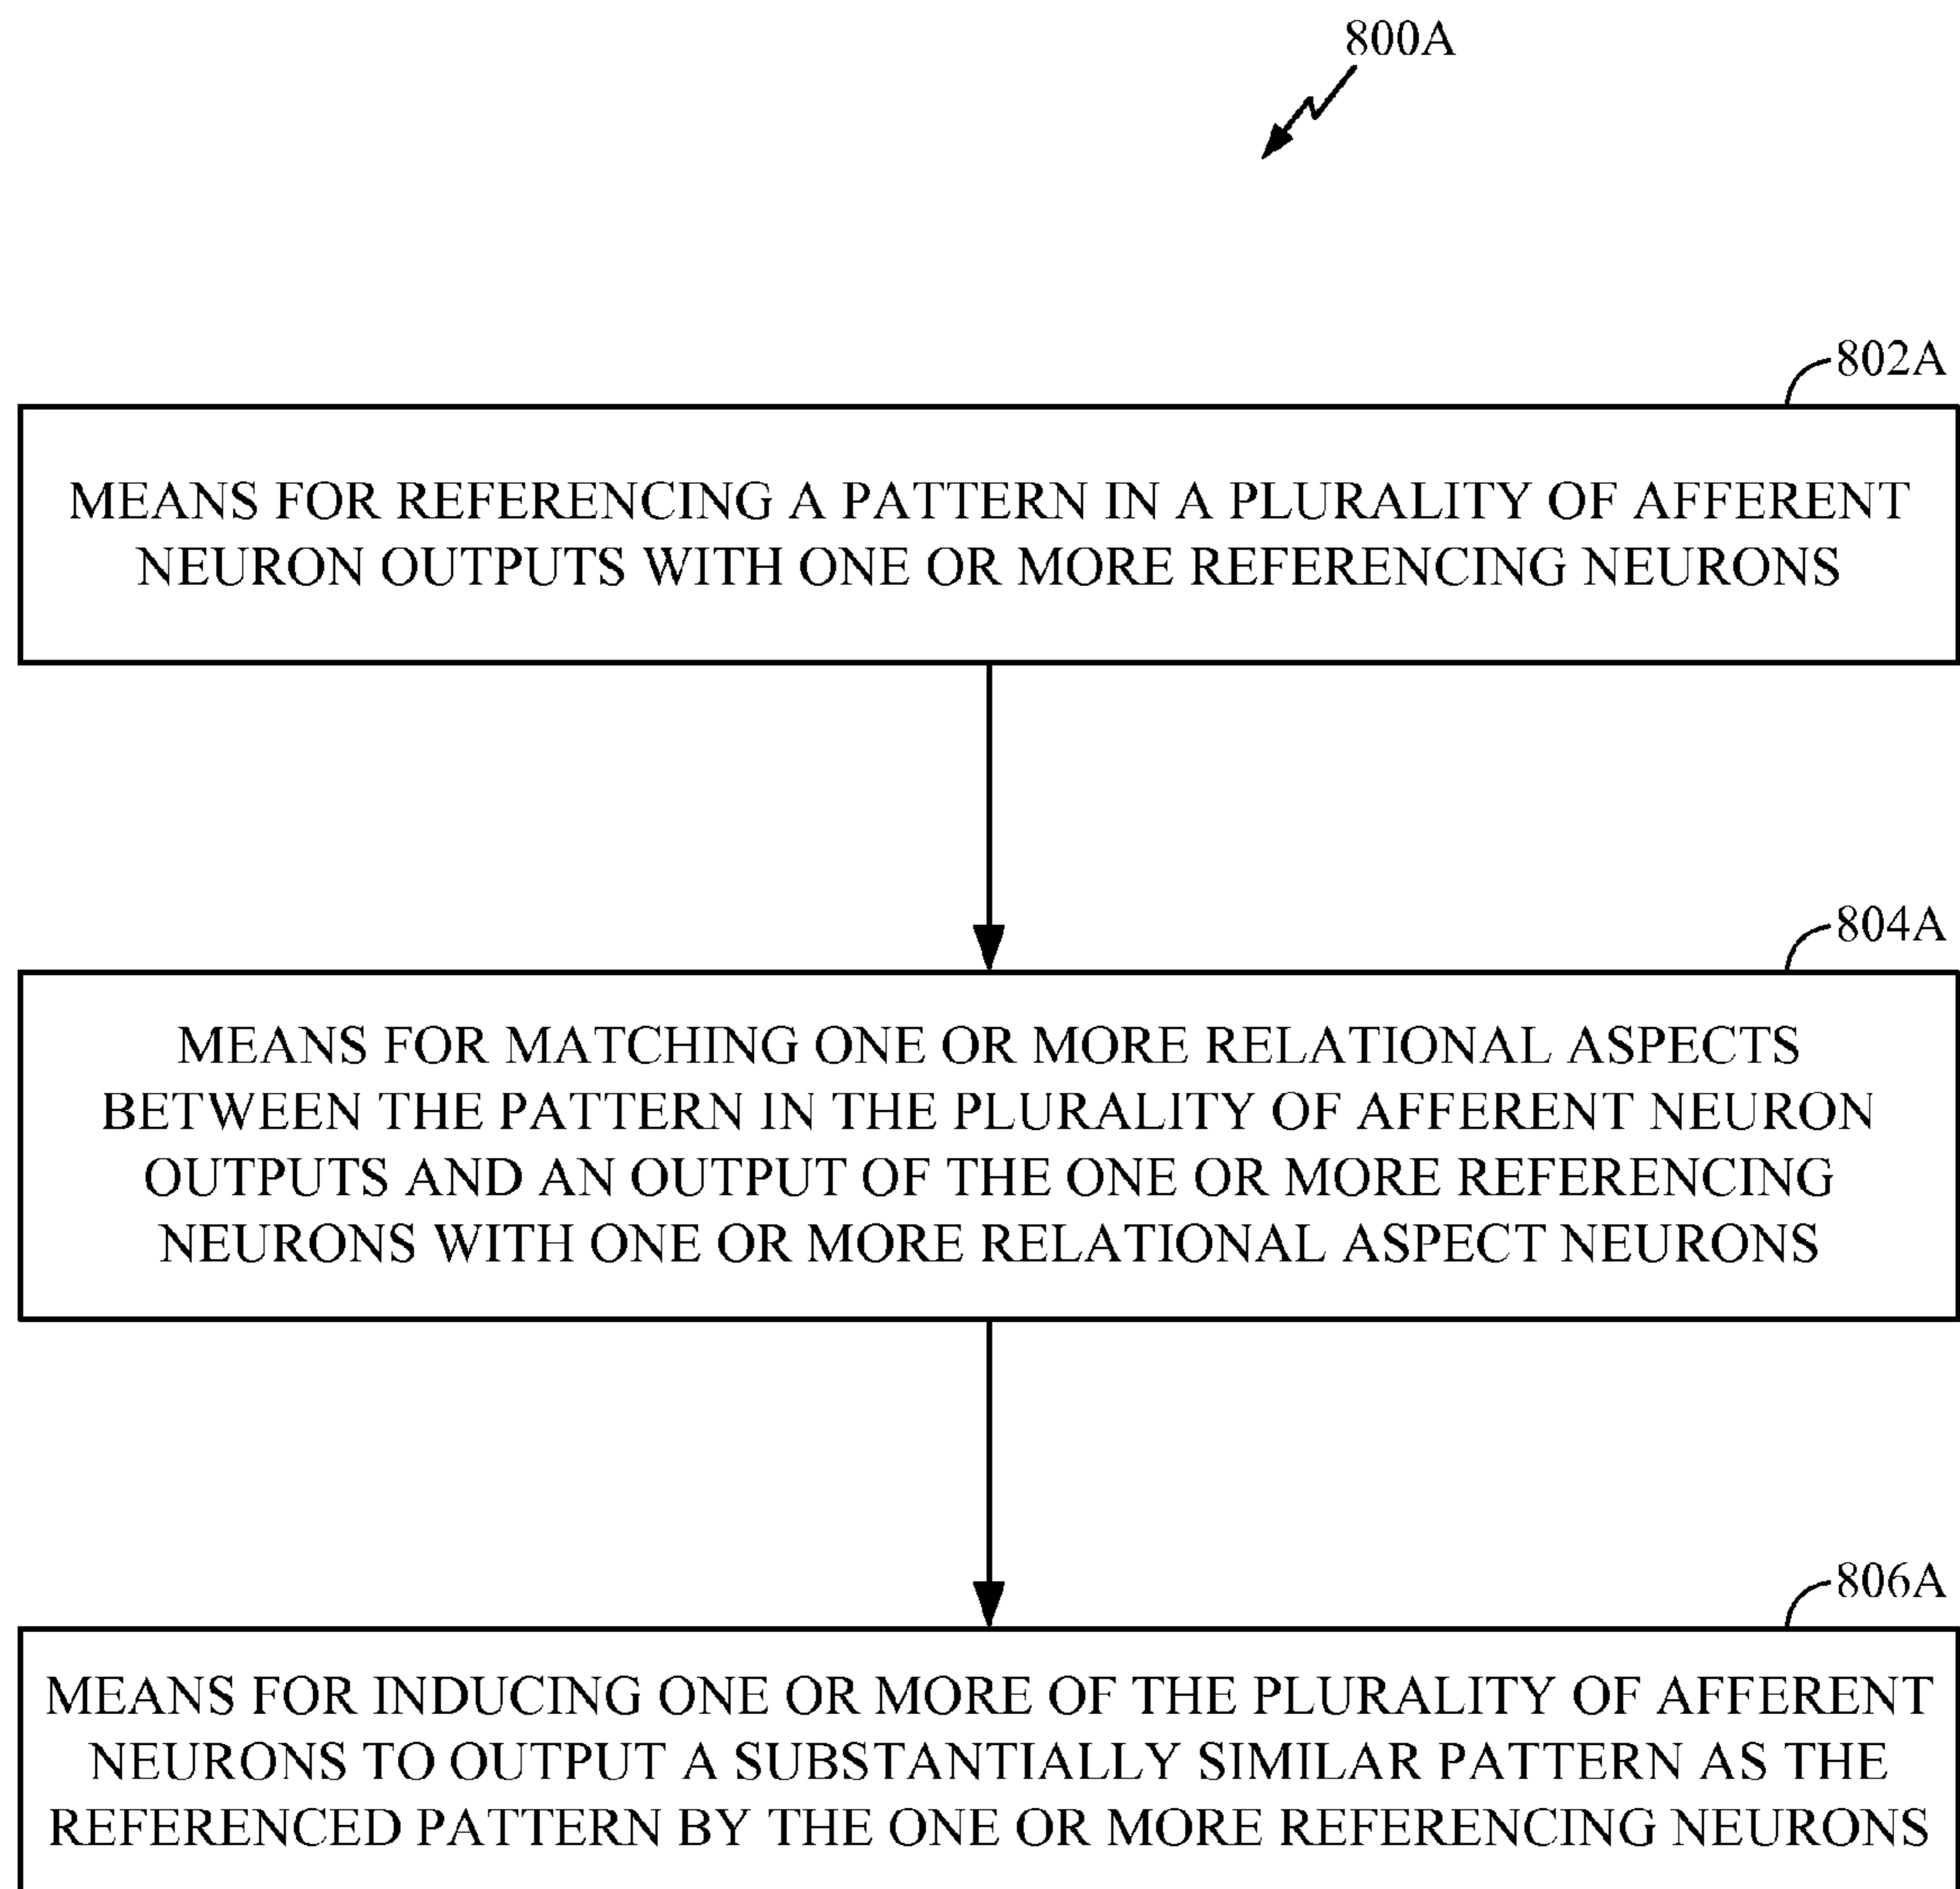 800A
802A
MEANS FOR REFERENCING A PATTERN IN A PLURALITY OF AFFERENT
NEURON OUTPUTS WITH ONE OR MORE REFERENCING NEURONS
804A
MEANS FOR MATCHING ONE OR MORE RELATIONAL ASPECTS
BETWEEN THE PATTERN IN THE PLURALITY OF AFFERENT NEURON
OUTPUTS AND AN OUTPUT OF THE ONE OR MORE REFERENCING
NEURONS WITH ONE OR MORE RELATIONAL ASPECT NEURONS
806A
MEANS FOR INDUCING ONE OR MORE OF THE PLURALITY OF AFFERENT
NEURONS TO OUTPUT A SUBSTANTIALLY SIMILAR PATTERN AS THE
REFERENCED PATTERN BY THE ONE OR MORE REFERENCING NEURONS